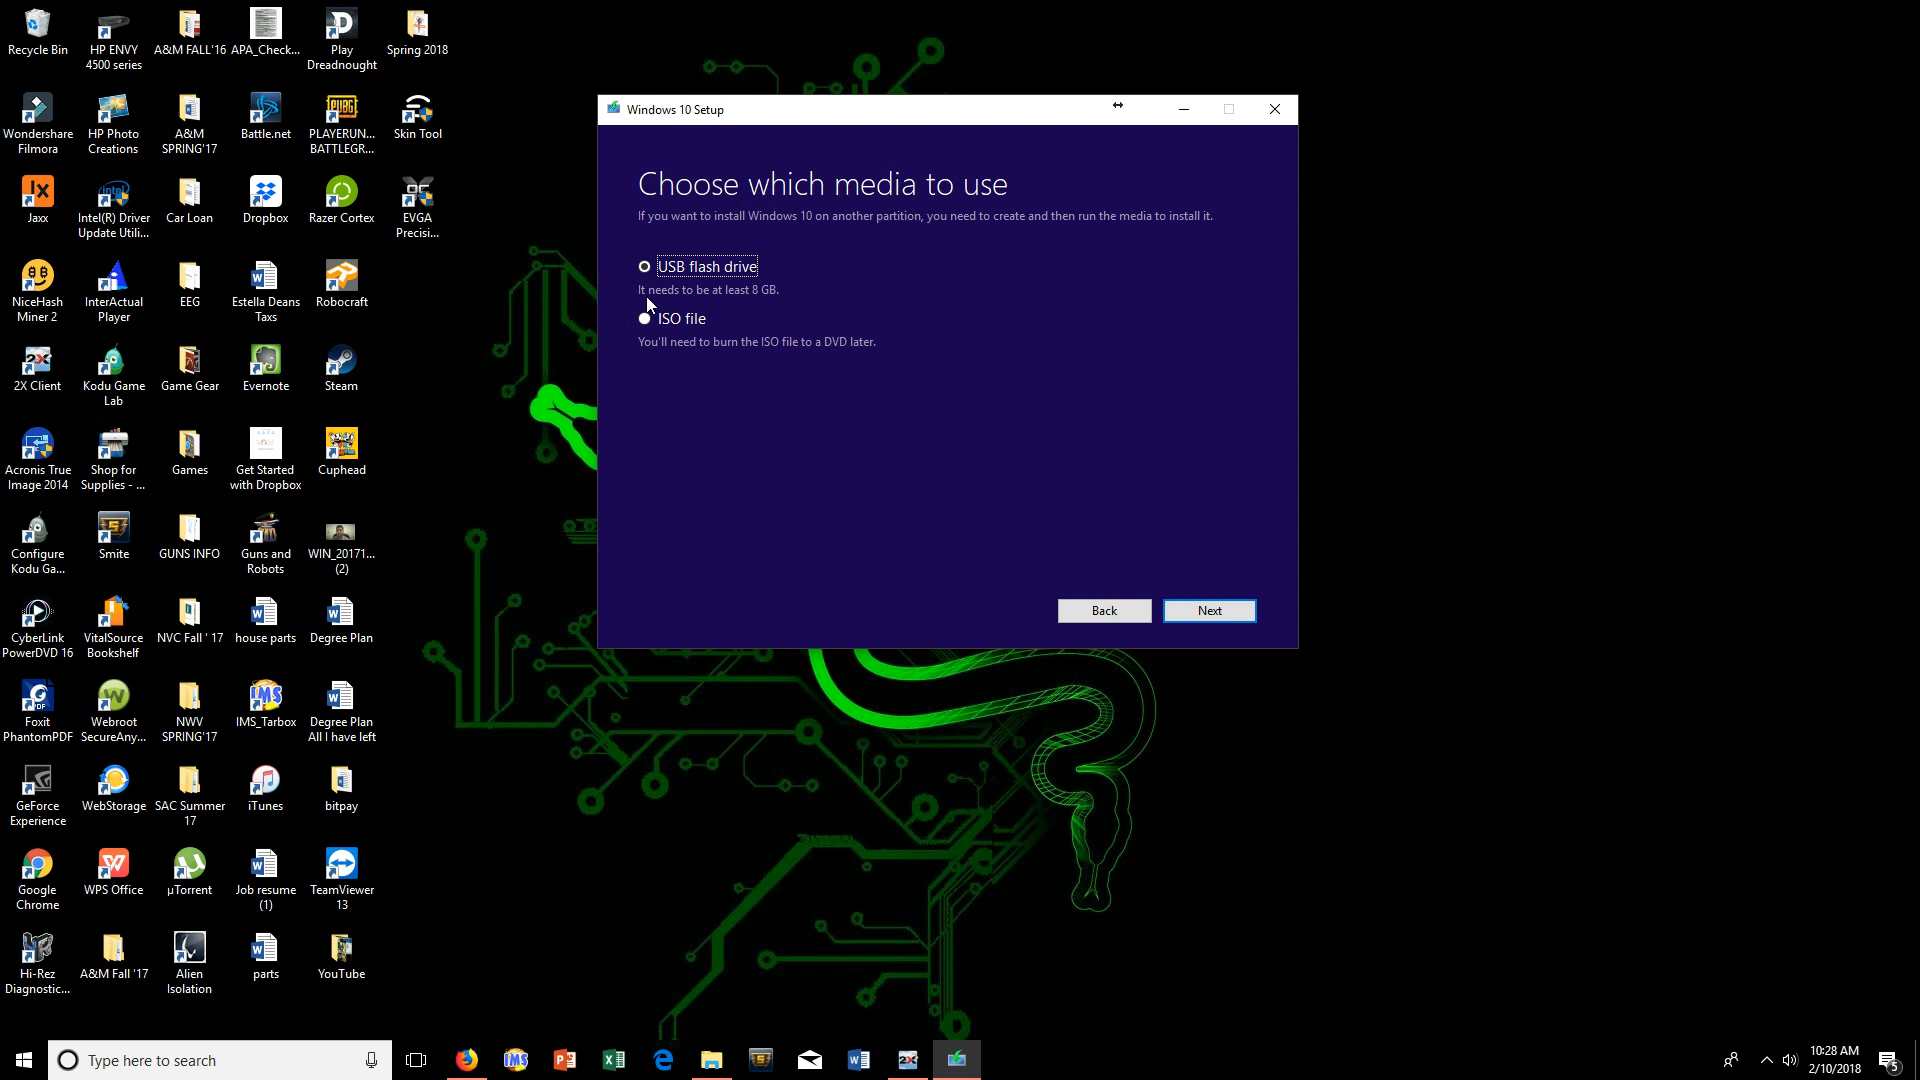 Recycle Bin
HP ENVY
4500 series
A&M FALL'16
APA_Check...
Play
Dreadnought
Spring 2018
Wondershare
Filmora
HP Photo
Creations
A&M
SPRING'17
Battle.net
PLAYERUN...
BATTLEGR...
Skin Tool
Jaxx
Intel(R) Driver
Update Utili...
Car Loan
Dropbox
Razer Cortex
EVGA
Precisi...
NiceHash
Miner 2
InterActual
Player
EEG
Estella Deans
Taxs
Robocraft
2X Client
Kodu Game
Lab
Game Gear
Evernote
Steam
Acronis True
Image 2014
Shop for
Supplies - ...
Games
Get Started
with Dropbox
Cuphead
Configure
Kodu Ga...
Smite
GUNS INFO
Guns and
Robots
WIN_20171...
(2)
CyberLink
PowerDVD 16
VitalSource
Bookshelf
NVC Fall ' 17
house parts
Degree Plan
Foxit
PhantomPDF
Webroot
SecureAny...
NWV
SPRING'17
IMS_Tarbox
Degree Plan
All I have left
GeForce
Experience
WebStorage
SAC Summer
17
iTunes
bitpay
Google
Chrome
WPS Office
µTorrent
Job resume
(1)
TeamViewer
13
Hi-Rez
Diagnostic...
A&M Fall '17
Alien
Isolation
parts
YouTube
Windows 10 Setup
Choose which media to use
If you want to install Windows 10 on another partition, you need to create and then run the media to install it.
USB flash drive
It needs to be at least 8 GB.
ISO file
You'll need to burn the ISO file to a DVD later.
Back
Next
Type here to search
10:28 AM
2/10/2018
5